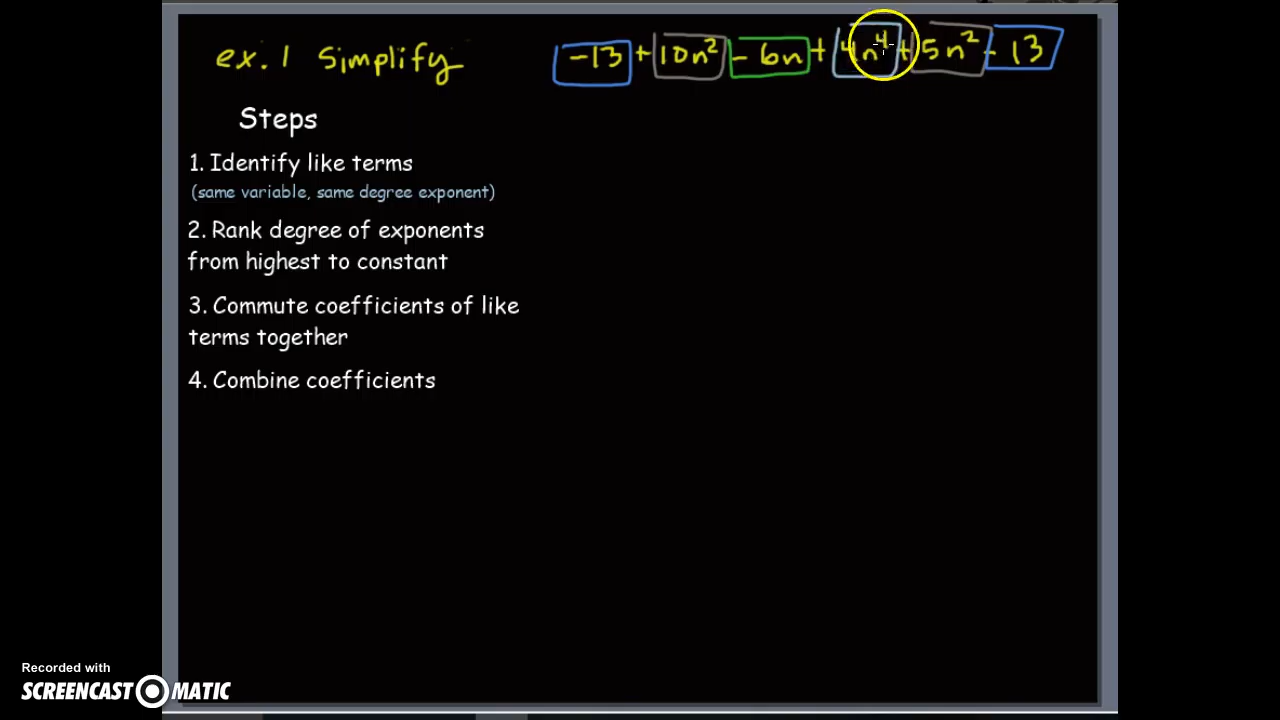 ex. 1 Simplify -13 + 10n² - 6n + 4n⁴ + 5n² - 13
Steps
1. Identify like terms
(same variable, same degree exponent)
2. Rank degree of exponents
from highest to constant
3. Commute coefficients of like
terms together
4. Combine coefficients
Recorded with
SCREENCAST O MATIC